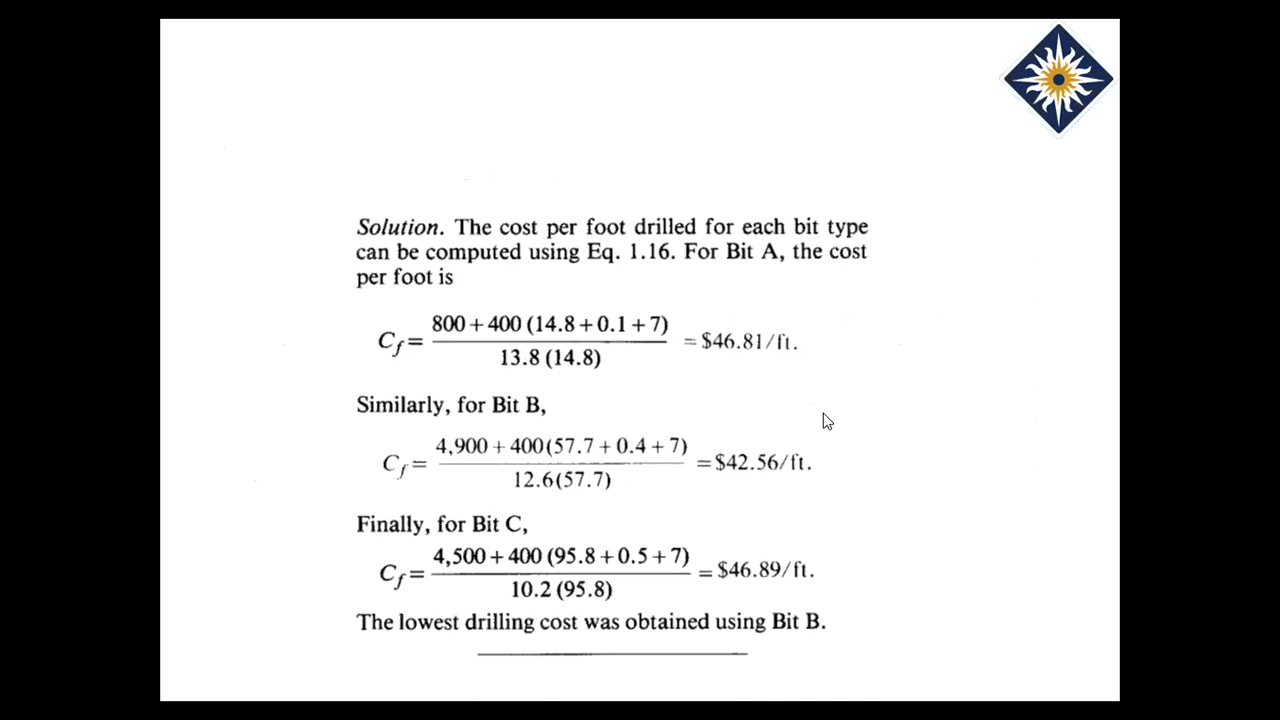 Solution. The cost per foot drilled for each bit type
can be computed using Eq. 1.16. For Bit A, the cost
per foot is
C_f = \frac{800 + 400 (14.8 + 0.1 + 7)}{13.8 (14.8)} = $46.81/ft.
Similarly, for Bit B,
C_f = \frac{4,900 + 400(57.7 + 0.4 + 7)}{12.6(57.7)} = $42.56/ft.
Finally, for Bit C,
C_f = \frac{4,500 + 400 (95.8 + 0.5 + 7)}{10.2 (95.8)} = $46.89/ft.
The lowest drilling cost was obtained using Bit B.